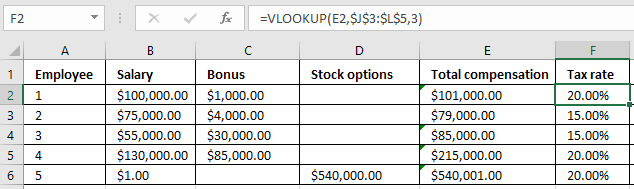 F2 fx =VLOOKUP(E2,$J$3:$L$5,3)
A B C D E F
1 Employee Salary Bonus Stock options Total compensation Tax rate
2 1 $100,000.00 $1,000.00 $101,000.00 20.00%
3 2 $75,000.00 $4,000.00 $79,000.00 15.00%
4 3 $55,000.00 $30,000.00 $85,000.00 15.00%
5 4 $130,000.00 $85,000.00 $215,000.00 20.00%
6 5 $1.00 $540,000.00 $540,001.00 20.00%